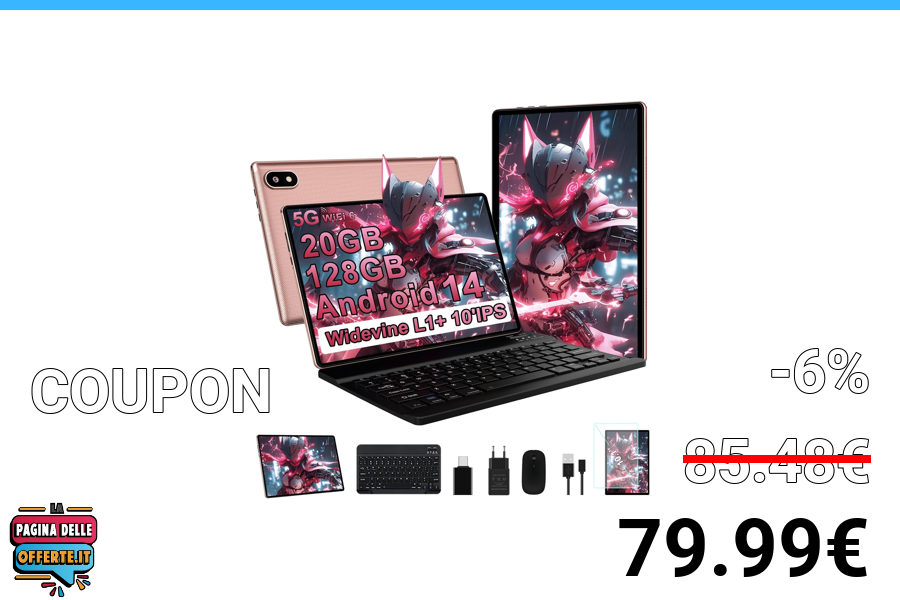 5G WiFi 6
20GB
128GB
Android 14
Widevine L1+ 10'IPS
COUPON
-6%
85.48€
79.99€
LA
PAGINA DELLE
OFFERTE.IT